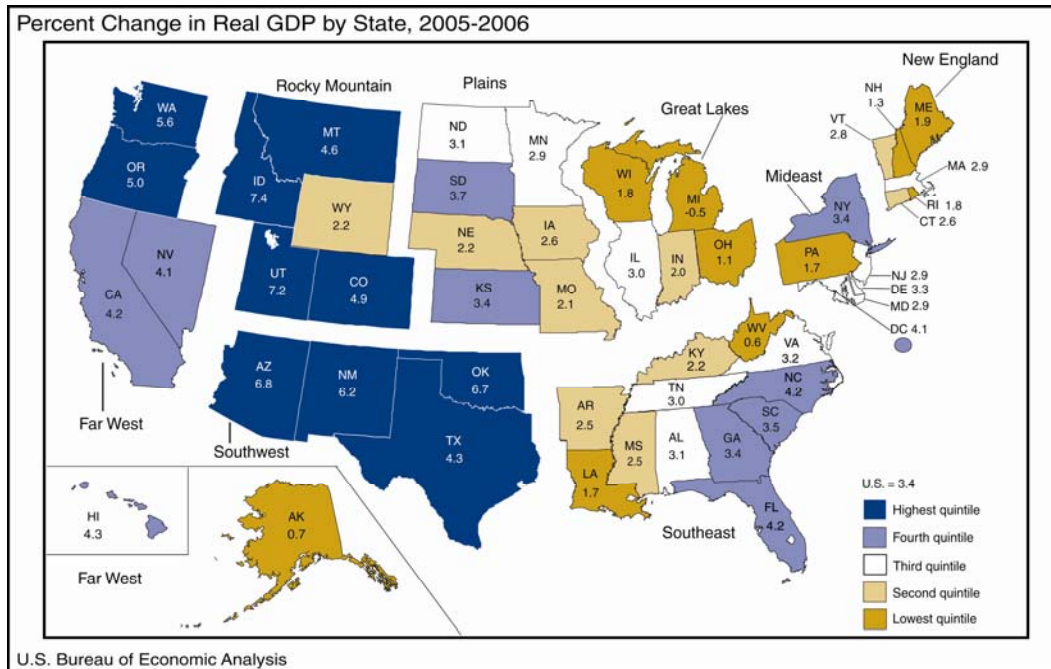 Percent Change in Real GDP by State, 2005-2006
Rocky Mountain
Plains
New England
Great Lakes
Mideast
WA
5.6
OR
5.0
MT
4.6
ID
7.4
WY
2.2
NV
4.1
CA
4.2
UT
7.2
CO
4.9
AZ
6.8
NM
6.2
OK
6.7
TX
4.3
ND
3.1
MN
2.9
SD
3.7
NE
2.2
IA
2.6
KS
3.4
MO
2.1
WI
1.8
MI
-0.5
IL
3.0
IN
2.0
OH
1.1
NH
1.3
ME
1.9
VT
2.8
MA 2.9
RI 1.8
CT 2.6
NY
3.4
PA
1.7
NJ 2.9
DE 3.3
MD 2.9
DC 4.1
WV
0.6
VA
3.2
KY
2.2
TN
3.0
NC
4.2
SC
3.5
AR
2.5
MS
2.5
AL
3.1
GA
3.4
LA
1.7
FL
4.2
Far West
Southwest
Southeast
HI
4.3
AK
0.7
Far West
U.S. = 3.4
Highest quintile
Fourth quintile
Third quintile
Second quintile
Lowest quintile
U.S. Bureau of Economic Analysis